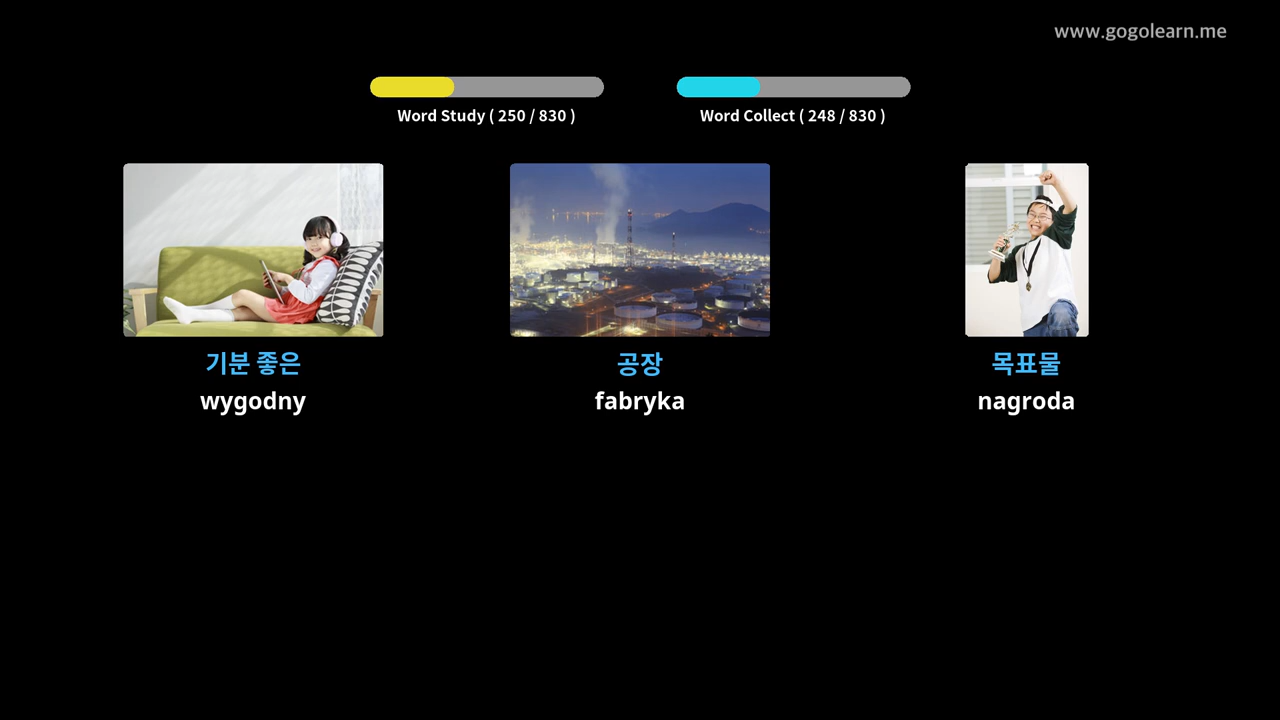 www.gogolearn.me
Word Study ( 250 / 830 )
Word Collect ( 248 / 830 )
기분 좋은
wygodny
공장
fabryka
목표물
nagroda